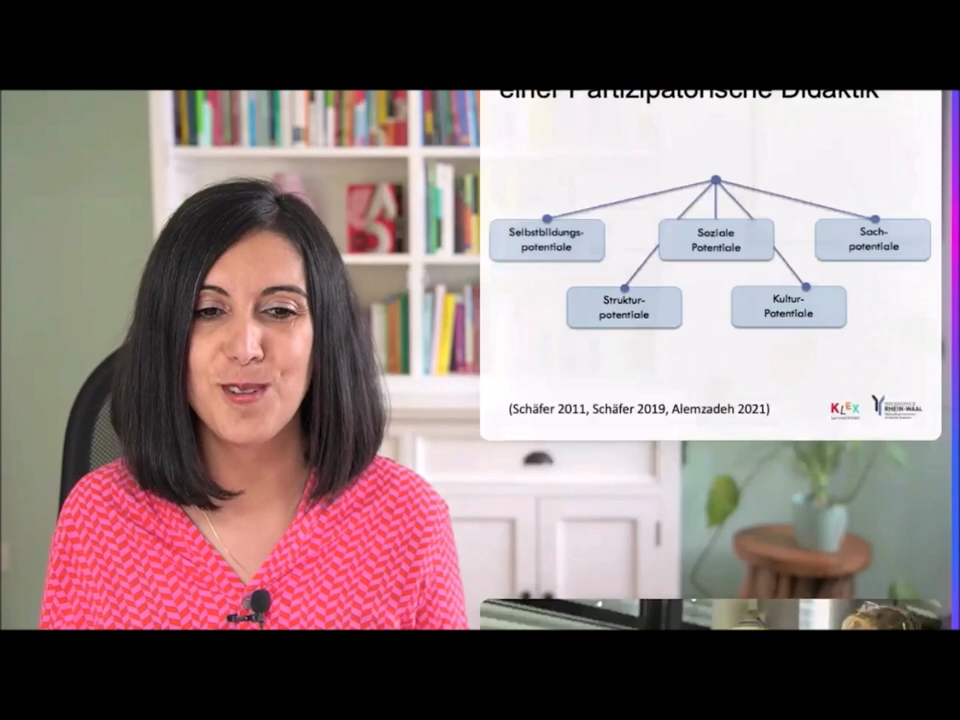 einer Partizipatorische Didaktik
Selbstbildungs-
potentiale
Soziale
Potentiale
Sach-
potentiale
Struktur-
potentiale
Kultur-
Potentiale
(Schäfer 2011, Schäfer 2019, Alemzadeh 2021)
KLEX
HOCHSCHULE
RHEIN-WAAL